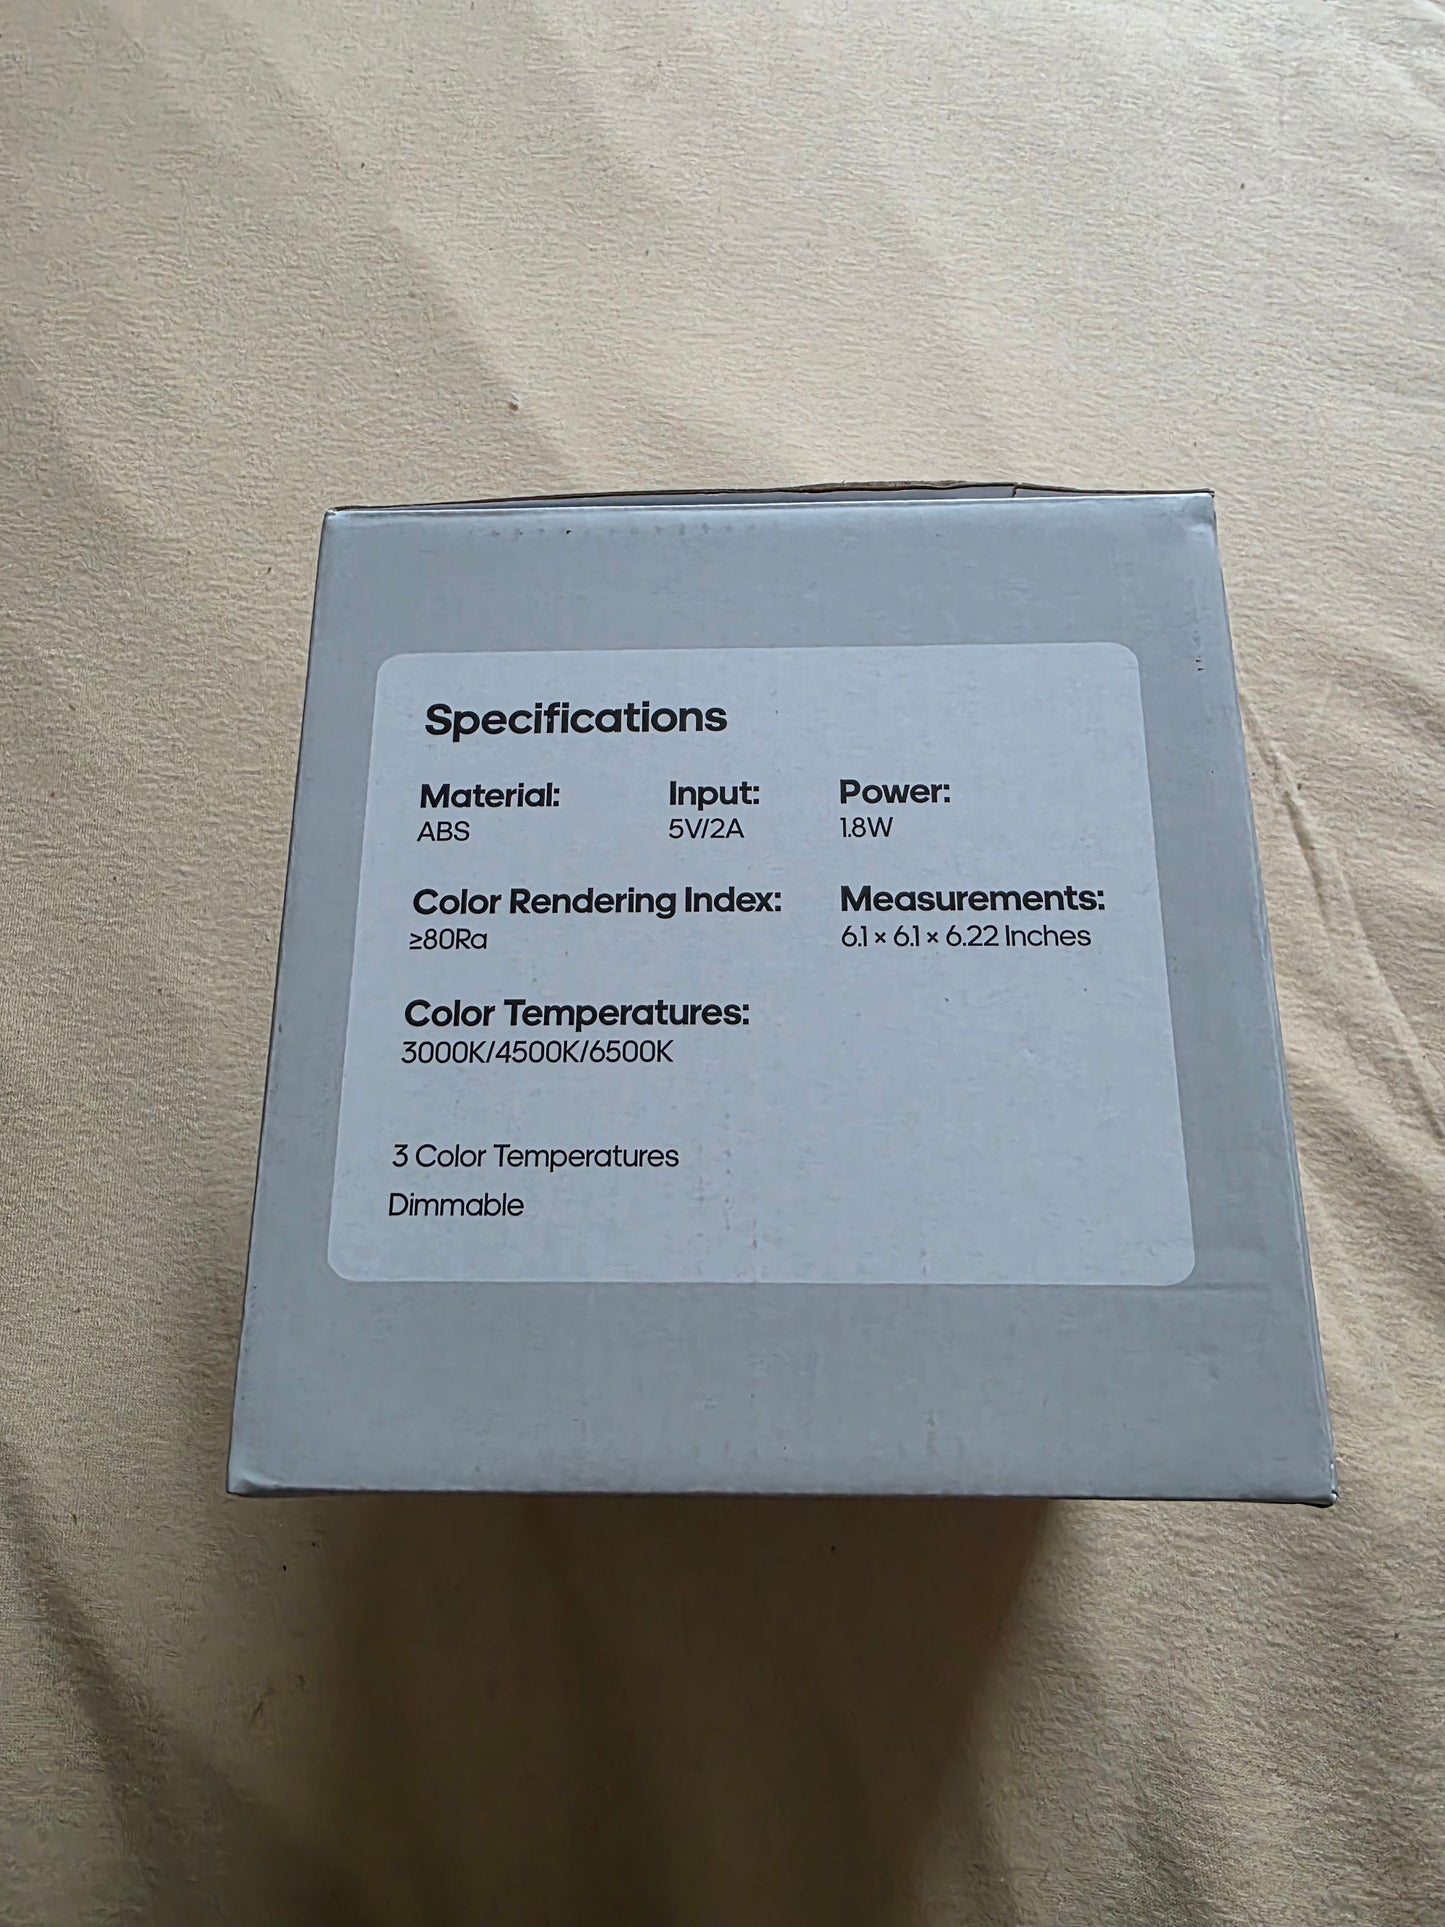 Specifications
Material: Input: Power:
ABS 5V/2A 1.8W
Color Rendering Index: Measurements:
≥80Ra 6.1 × 6.1 × 6.22 Inches
Color Temperatures:
3000K/4500K/6500K
3 Color Temperatures
Dimmable